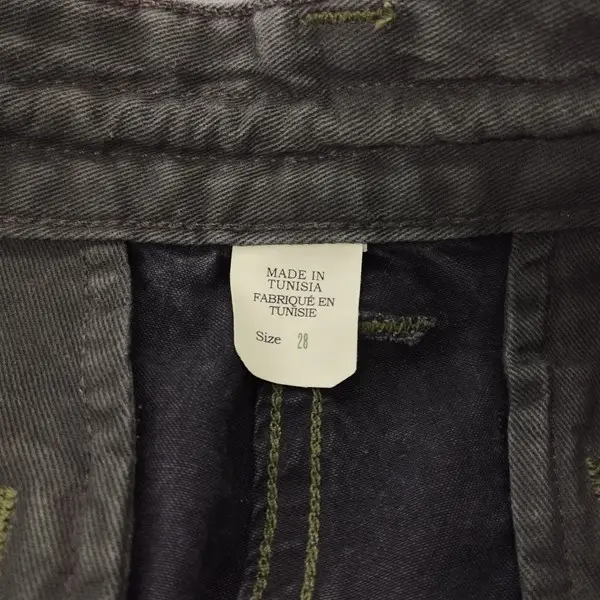 MADE IN
TUNISIA
FABRIQUÉ EN
TUNISIE
Size 28